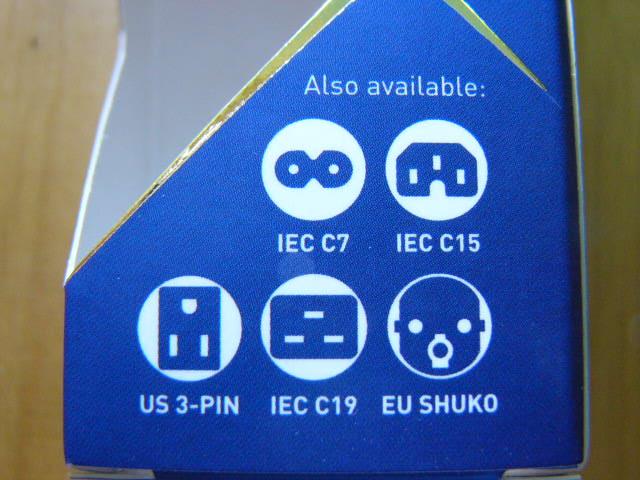 Also available:
IEC C7 IEC C15
US 3-PIN IEC C19 EU SHUKO